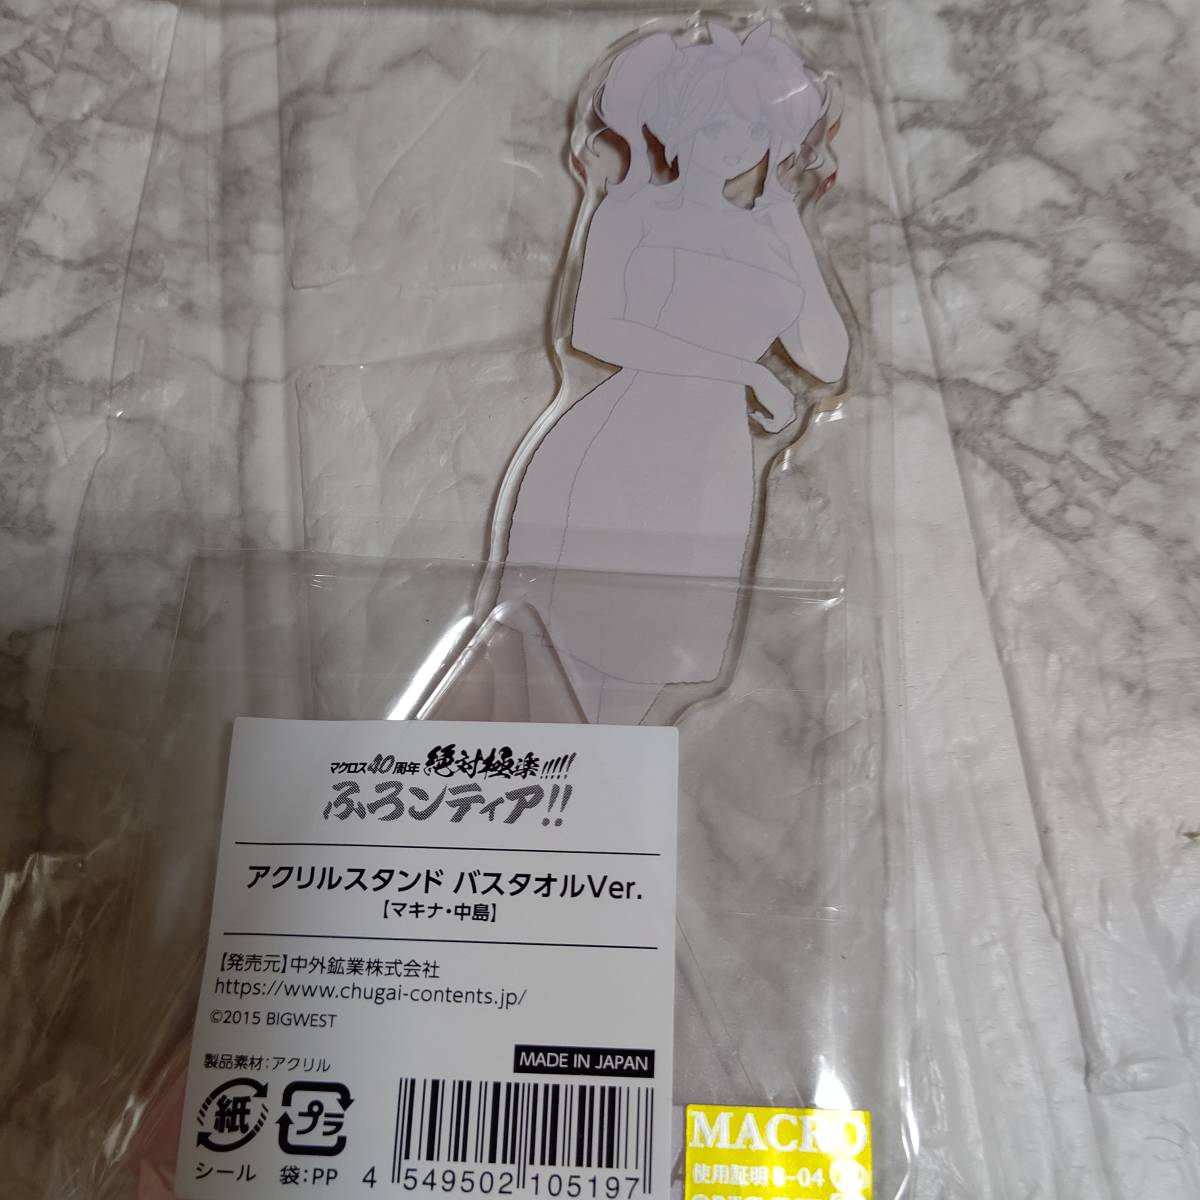 マクロス40周年 絶対極楽!!!!!
ふろンティア!!
アクリルスタンド バスタオルVer.
【マキナ・中島】
【発売元】中外鉱業株式会社
https://www.chugai-contents.jp/
©2015 BIGWEST
製品素材:アクリル
MADE IN JAPAN
紙 プラ
シール 袋:PP
4 549502 105197
MACRO
使用証明 B-04